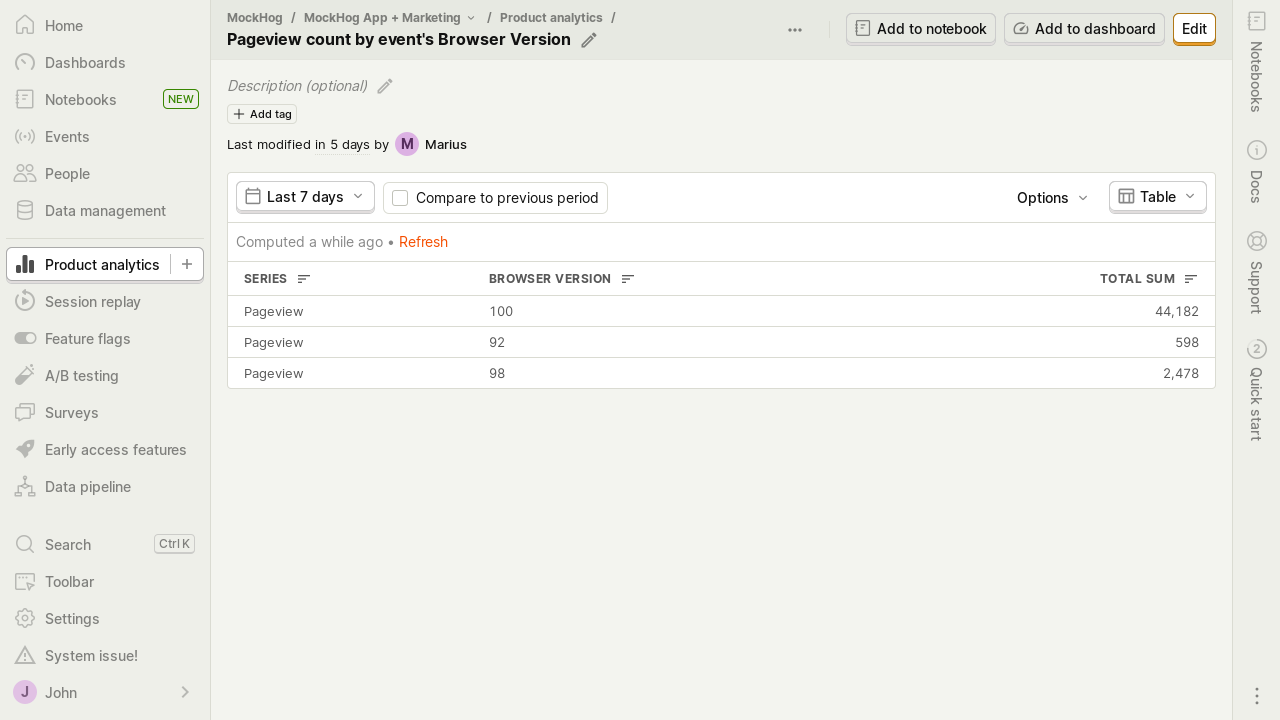 Home
Dashboards
Notebooks NEW
Events
People
Data management
Product analytics
Session replay
Feature flags
A/B testing
Surveys
Early access features
Data pipeline
Search Ctrl K
Toolbar
Settings
System issue!
J John
MockHog / MockHog App + Marketing / Product analytics /
Pageview count by event's Browser Version
Add to notebook Add to dashboard Edit
Description (optional)
Add tag
Last modified in 5 days by M Marius
Last 7 days Compare to previous period Options Table
Computed a while ago • Refresh
SERIES BROWSER VERSION TOTAL SUM
Pageview 100 44,182
Pageview 92 598
Pageview 98 2,478
Notebooks
Docs
Support
2 Quick start